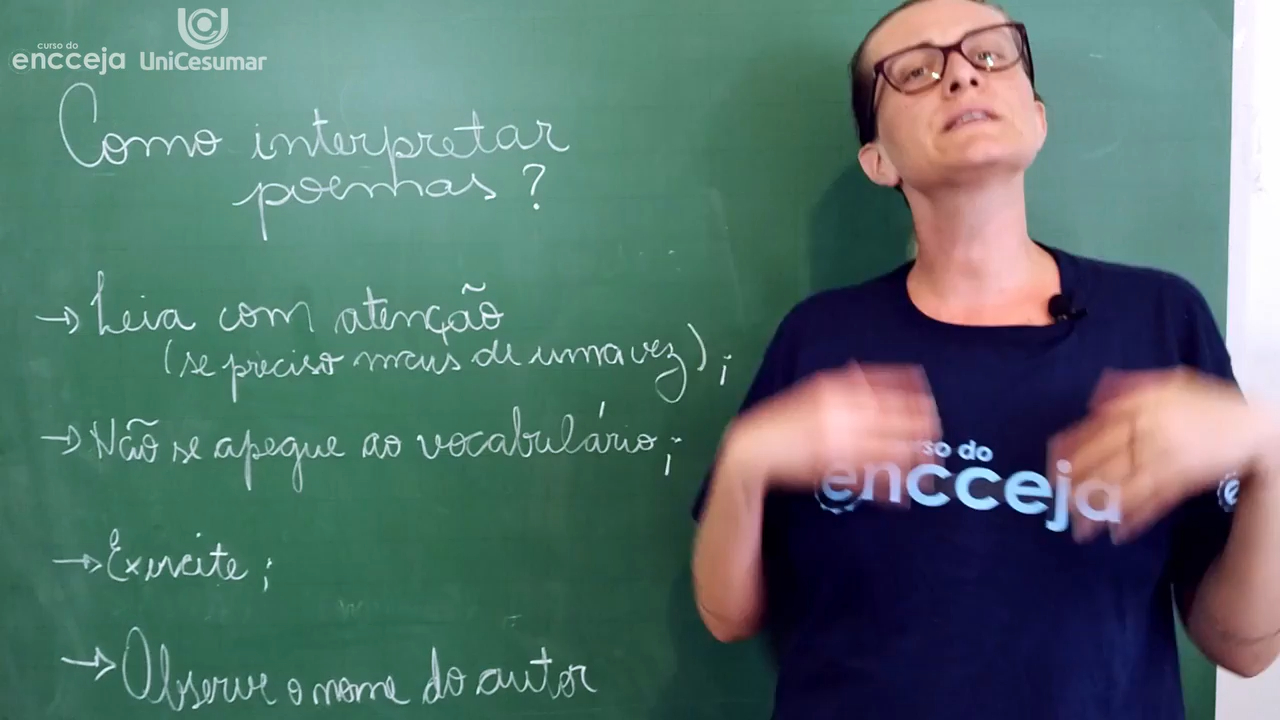 curso do
encceja UniCesumar
Como interpretar
poemas?
→ Leia com atenção
(se preciso mais de uma vez);
→ Não se apegue ao vocabulário;
→ Exercite;
→ Observe o nome do autor
so do
encceja